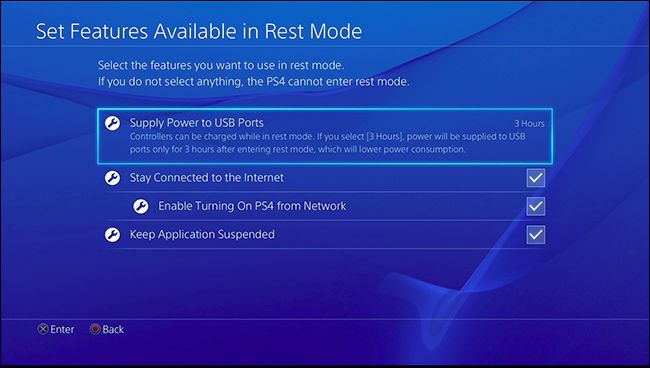 Set Features Available in Rest Mode
Select the features you want to use in rest mode.
If you do not select anything, the PS4 cannot enter rest mode.
Supply Power to USB Ports 3 Hours
Controllers can be charged while in rest mode. If you select [3 Hours], power will be supplied to USB
ports only for 3 hours after entering rest mode, which will lower power consumption.
Stay Connected to the Internet
Enable Turning On PS4 from Network
Keep Application Suspended
Enter Back